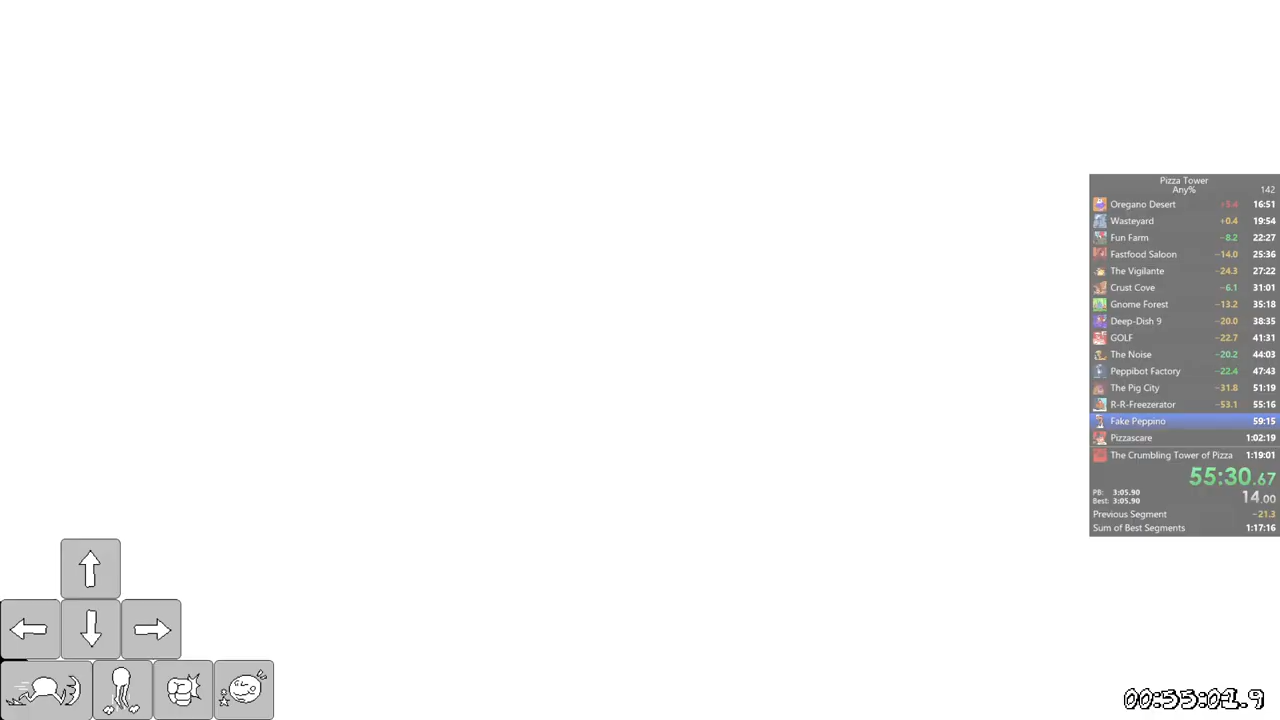 Pizza Tower
Any% 142
Oregano Desert +5.4 16:51
Wasteyard +0.4 19:54
Fun Farm −8.2 22:27
Fastfood Saloon −14.0 25:36
The Vigilante −24.3 27:22
Crust Cove −6.1 31:01
Gnome Forest −13.2 35:18
Deep-Dish 9 −20.0 38:35
GOLF −22.7 41:31
The Noise −20.2 44:03
Peppibot Factory −22.4 47:43
The Pig City −31.8 51:19
R-R-Freezerator −53.1 55:16
Fake Peppino 59:15
Pizzascare 1:02:19
The Crumbling Tower of Pizza 1:19:01
55:30.67
PB: 3:05.90 14.00
Best: 3:05.90
Previous Segment −21.3
Sum of Best Segments 1:17:16
00:55:01.9